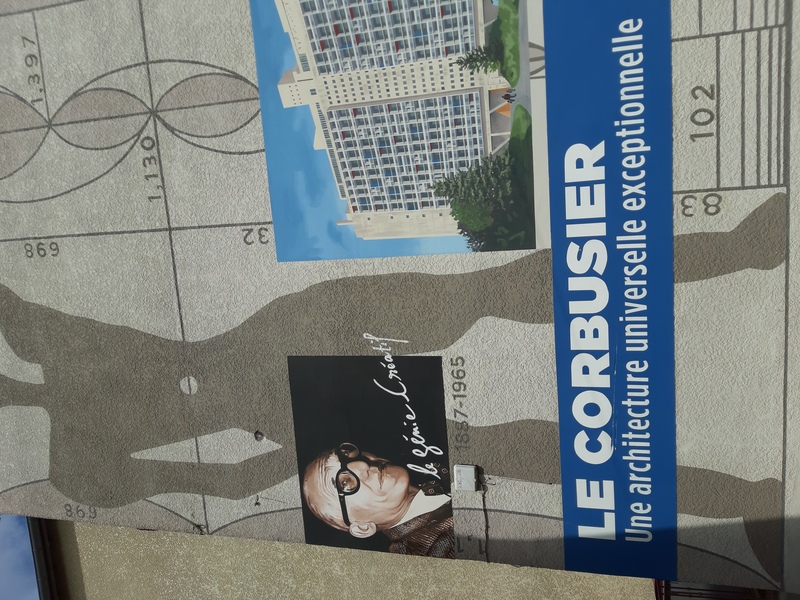 698
698
1,397
1,130
32
le génie Créatif
1887-1965
LE CORBUSIER
Une architecture universelle exceptionnelle
83
102